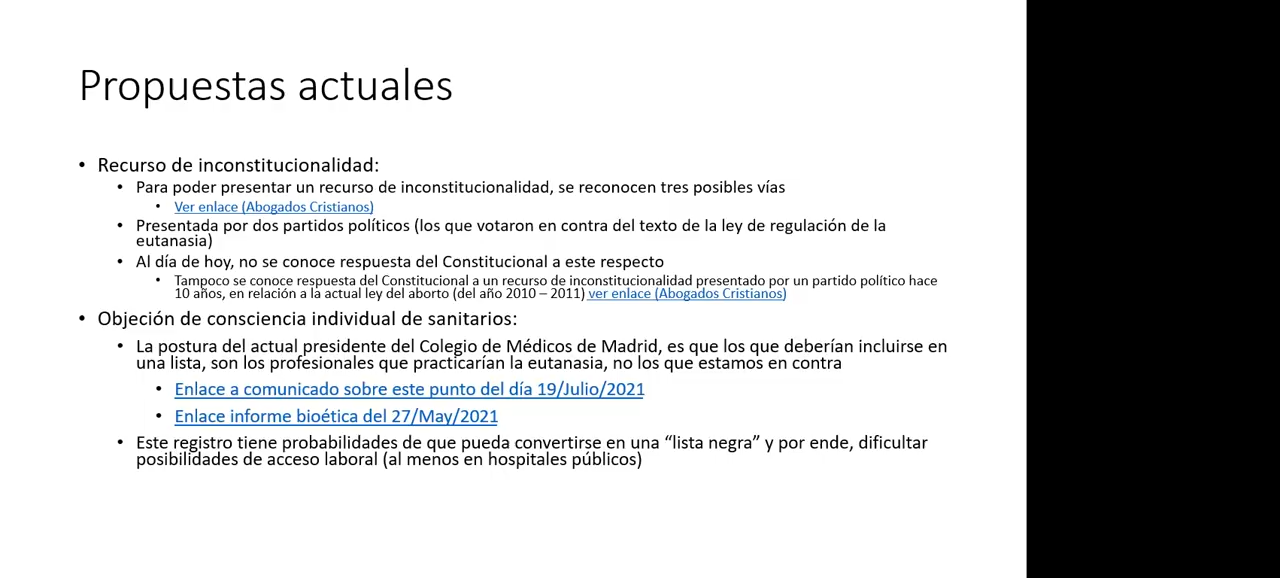 Propuestas actuales
• Recurso de inconstitucionalidad:
• Para poder presentar un recurso de inconstitucionalidad, se reconocen tres posibles vías
• Ver enlace (Abogados Cristianos)
• Presentada por dos partidos políticos (los que votaron en contra del texto de la ley de regulación de la
eutanasia)
• Al día de hoy, no se conoce respuesta del Constitucional a este respecto
• Tampoco se conoce respuesta del Constitucional a un recurso de inconstitucionalidad presentado por un partido político hace
10 años, en relación a la actual ley del aborto (del año 2010 – 2011) ver enlace (Abogados Cristianos)
• Objeción de consciencia individual de sanitarios:
• La postura del actual presidente del Colegio de Médicos de Madrid, es que los que deberían incluirse en
una lista, son los profesionales que practicarían la eutanasia, no los que estamos en contra
• Enlace a comunicado sobre este punto del día 19/Julio/2021
• Enlace informe bioética del 27/May/2021
• Este registro tiene probabilidades de que pueda convertirse en una “lista negra” y por ende, dificultar
posibilidades de acceso laboral (al menos en hospitales públicos)